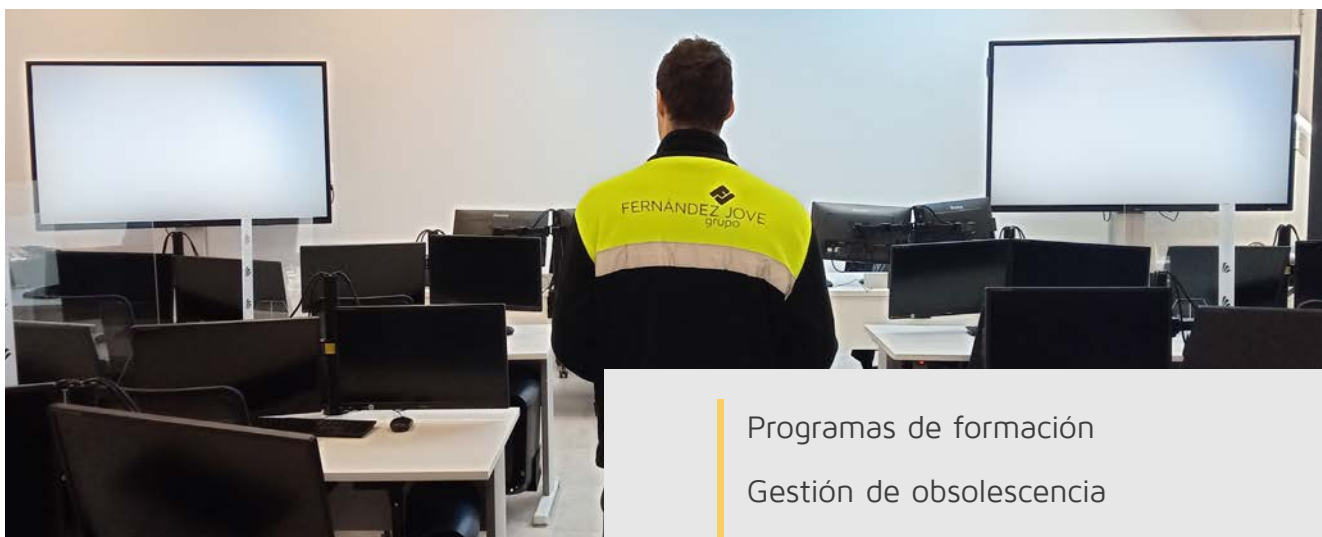 FERNÁNDEZ JOVE
grupo
Programas de formación
Gestión de obsolescencia